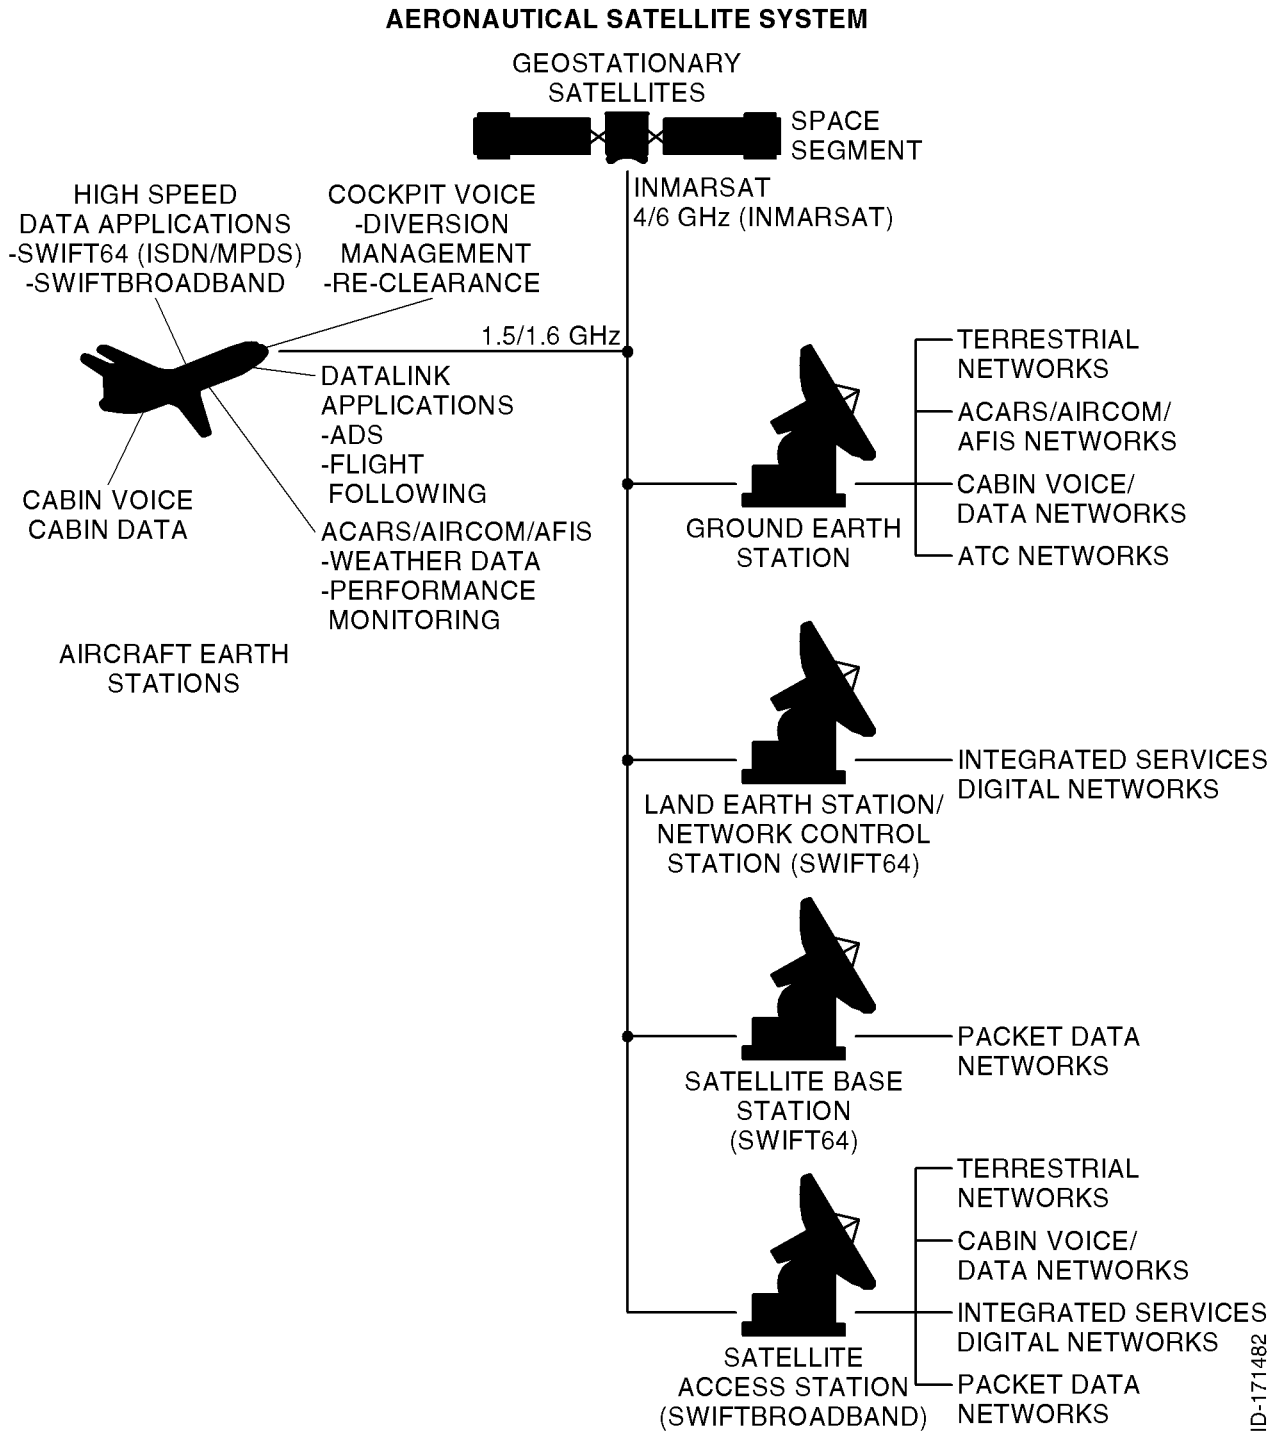 AERONAUTICAL SATELLITE SYSTEM
GEOSTATIONARY
SATELLITES
SPACE
SEGMENT
INMARSAT
4/6 GHz (INMARSAT)
HIGH SPEED
DATA APPLICATIONS
-SWIFT64 (ISDN/MPDS)
-SWIFTBROADBAND
COCKPIT VOICE
-DIVERSION
MANAGEMENT
-RE-CLEARANCE
1.5/1.6 GHz
DATALINK
APPLICATIONS
-ADS
-FLIGHT
FOLLOWING
CABIN VOICE
CABIN DATA
ACARS/AIRCOM/AFIS
-WEATHER DATA
-PERFORMANCE
MONITORING
AIRCRAFT EARTH
STATIONS
GROUND EARTH
STATION
TERRESTRIAL
NETWORKS
ACARS/AIRCOM/
AFIS NETWORKS
CABIN VOICE/
DATA NETWORKS
ATC NETWORKS
LAND EARTH STATION/
NETWORK CONTROL
STATION (SWIFT64)
INTEGRATED SERVICES
DIGITAL NETWORKS
SATELLITE BASE
STATION
(SWIFT64)
PACKET DATA
NETWORKS
SATELLITE
ACCESS STATION
(SWIFTBROADBAND)
TERRESTRIAL
NETWORKS
CABIN VOICE/
DATA NETWORKS
INTEGRATED SERVICES
DIGITAL NETWORKS
PACKET DATA
NETWORKS
ID-171482